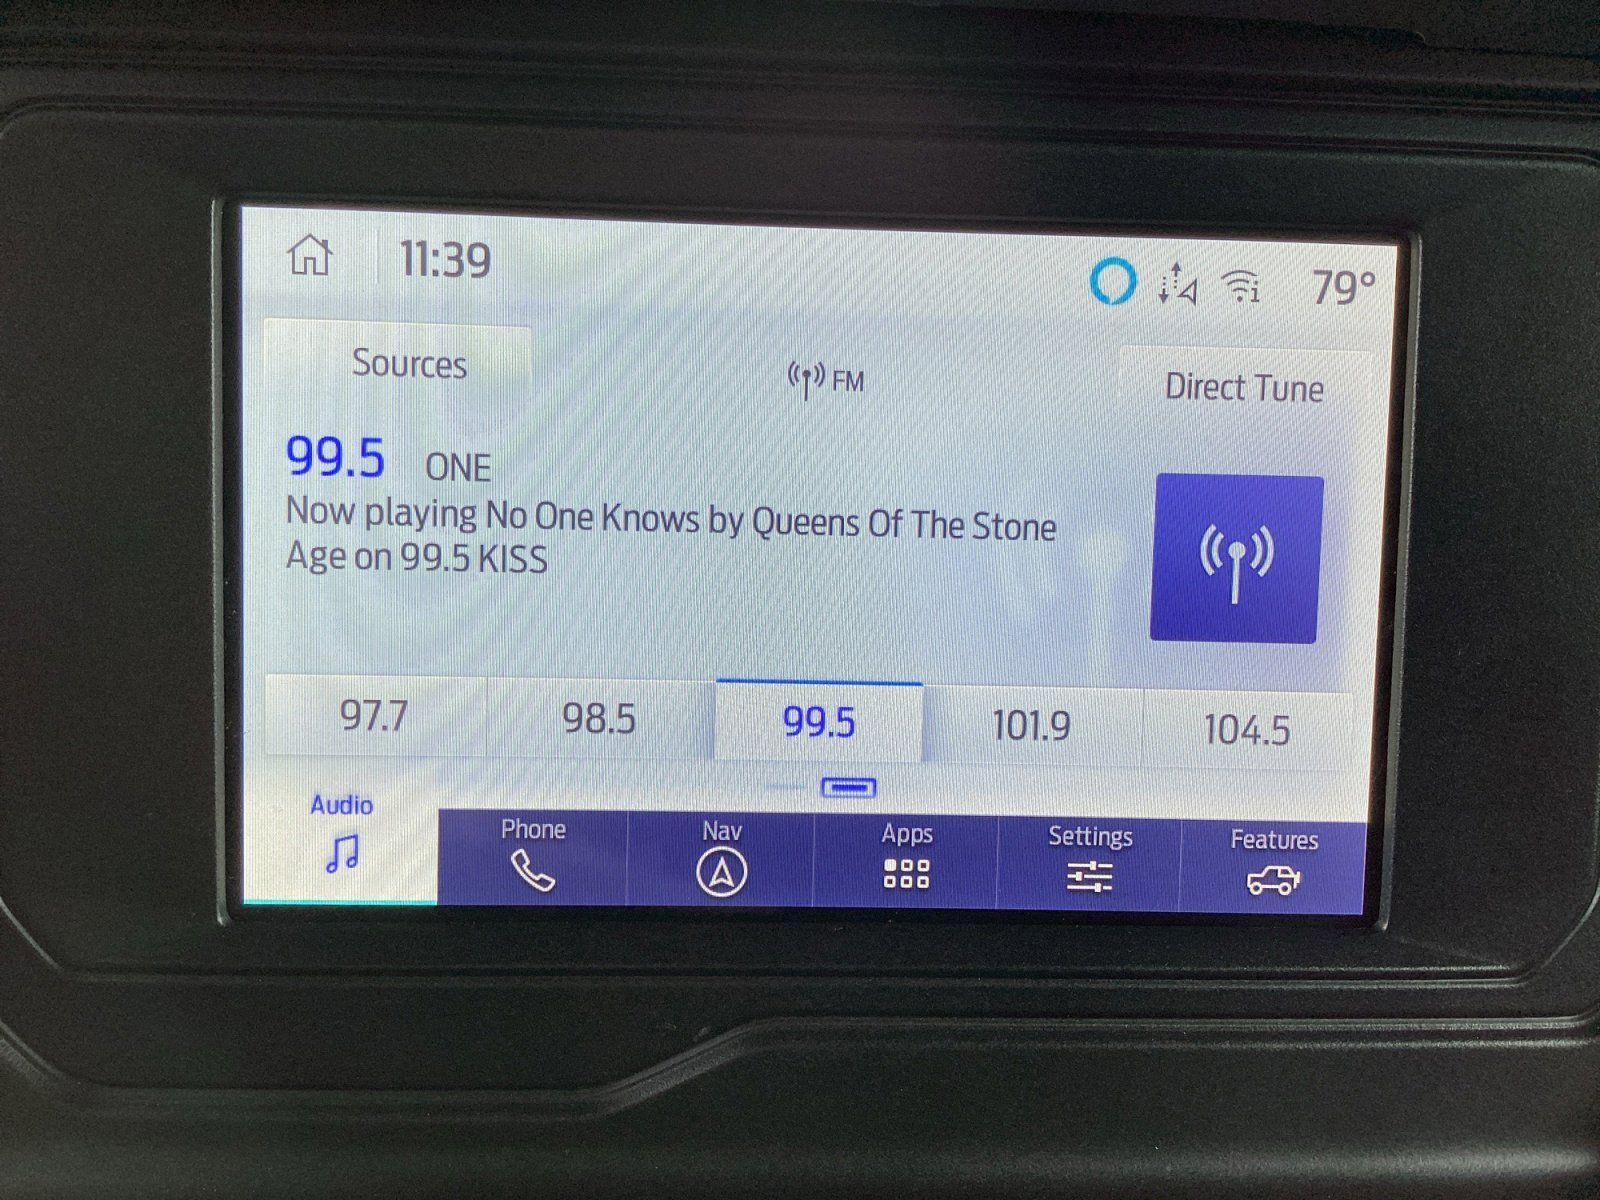 11:39
79°
Sources
FM
Direct Tune
99.5 ONE
Now playing No One Knows by Queens Of The Stone
Age on 99.5 KISS
97.7 98.5 99.5 101.9 104.5
Audio Phone Nav Apps Settings Features